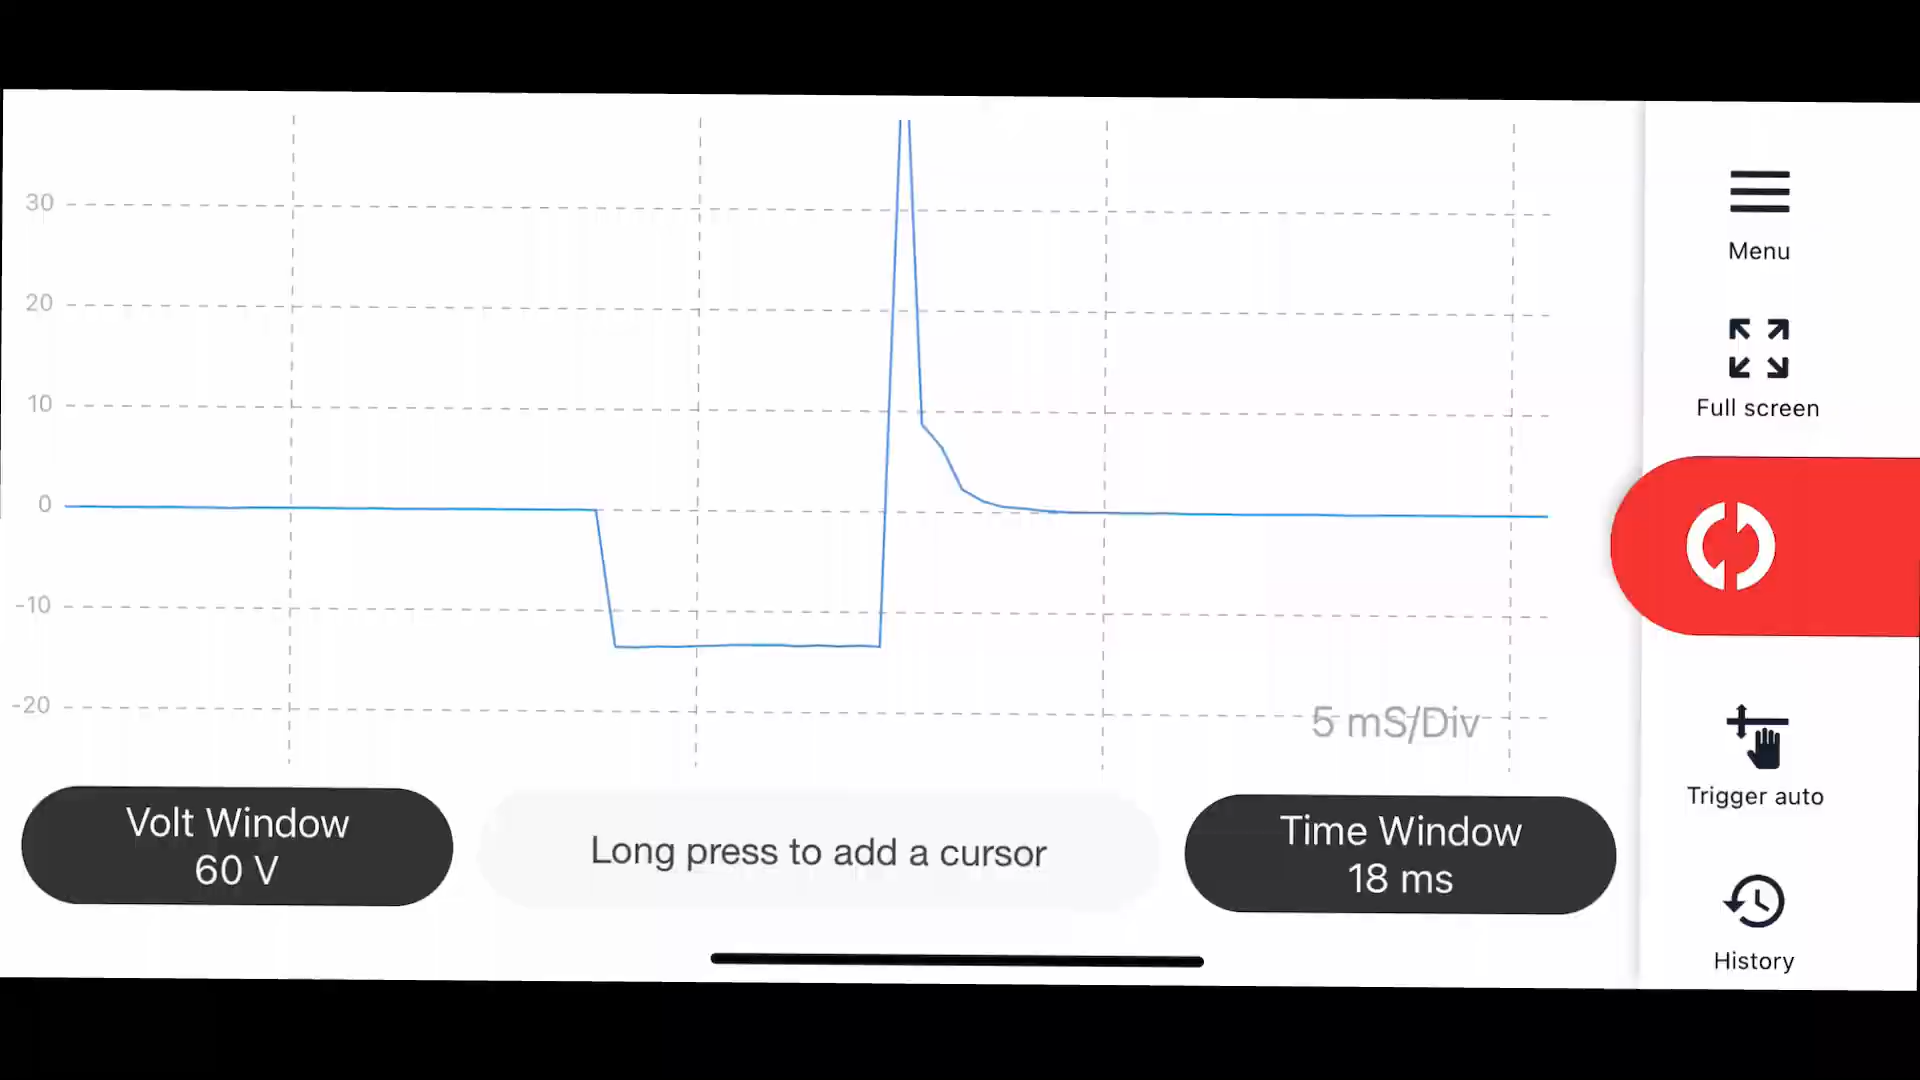 30
20
10
0
-10
-20
5 mS/Div
Volt Window
60 V
Long press to add a cursor
Time Window
18 ms
Menu
Full screen
Trigger auto
History